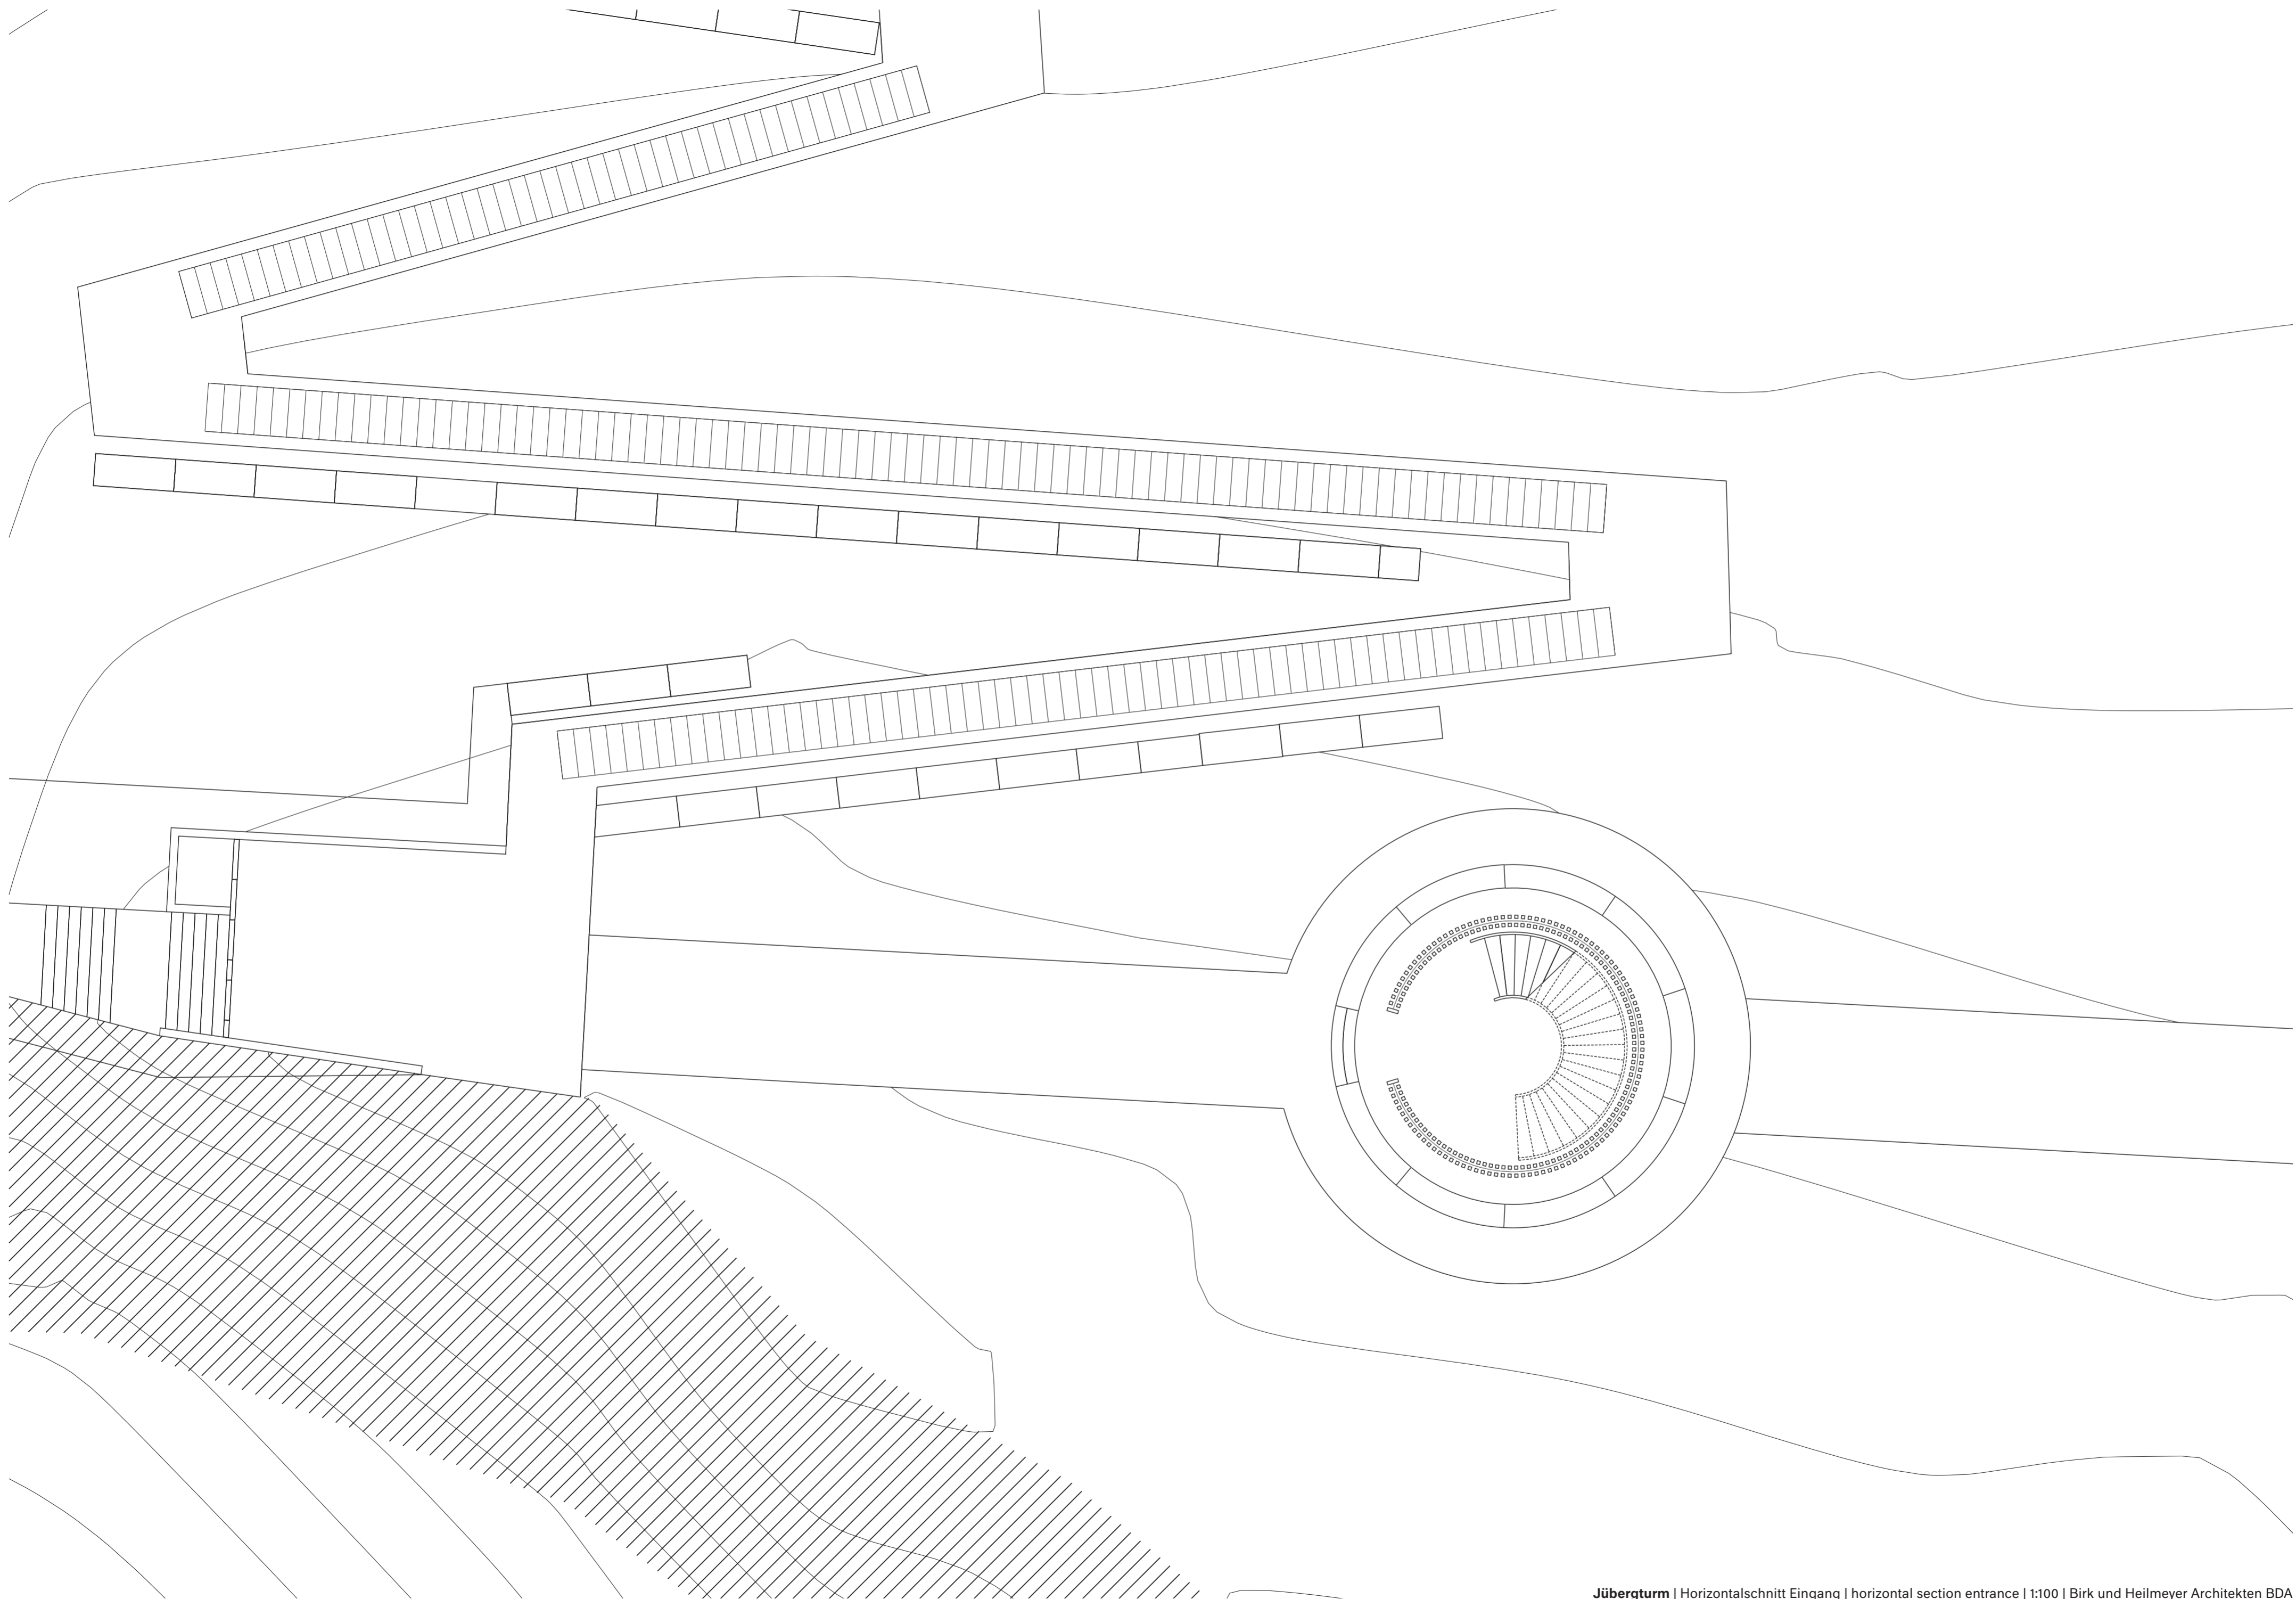 Jübergturm | Horizontalschnitt Eingang | horizontal section entrance | 1:100 | Birk und Heilmeyer Architekten BDA